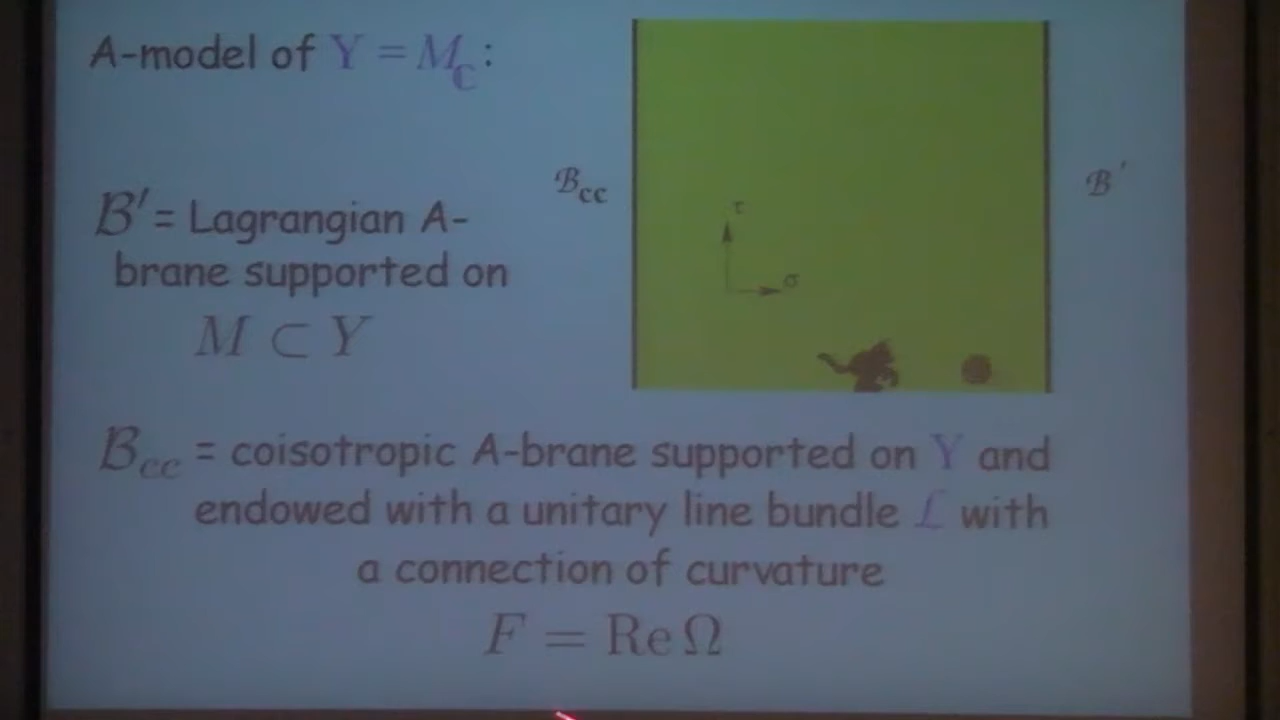 A-model of Y = M_ℂ:
ℬ_cc
ℬ′
ℬ′ = Lagrangian A-
brane supported on
M ⊂ Y
τ
σ
ℬ_cc = coisotropic A-brane supported on Y and
endowed with a unitary line bundle ℒ with
a connection of curvature
F = Re Ω